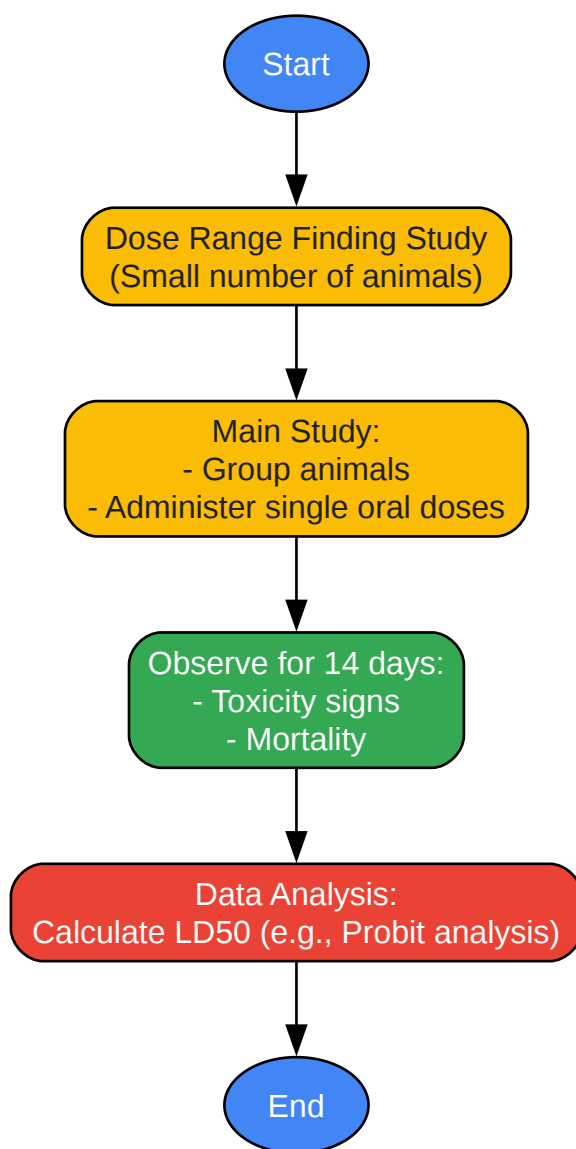 Start
Dose Range Finding Study
(Small number of animals)
Main Study:
- Group animals
- Administer single oral doses
Observe for 14 days:
- Toxicity signs
- Mortality
Data Analysis:
Calculate LD50 (e.g., Probit analysis)
End